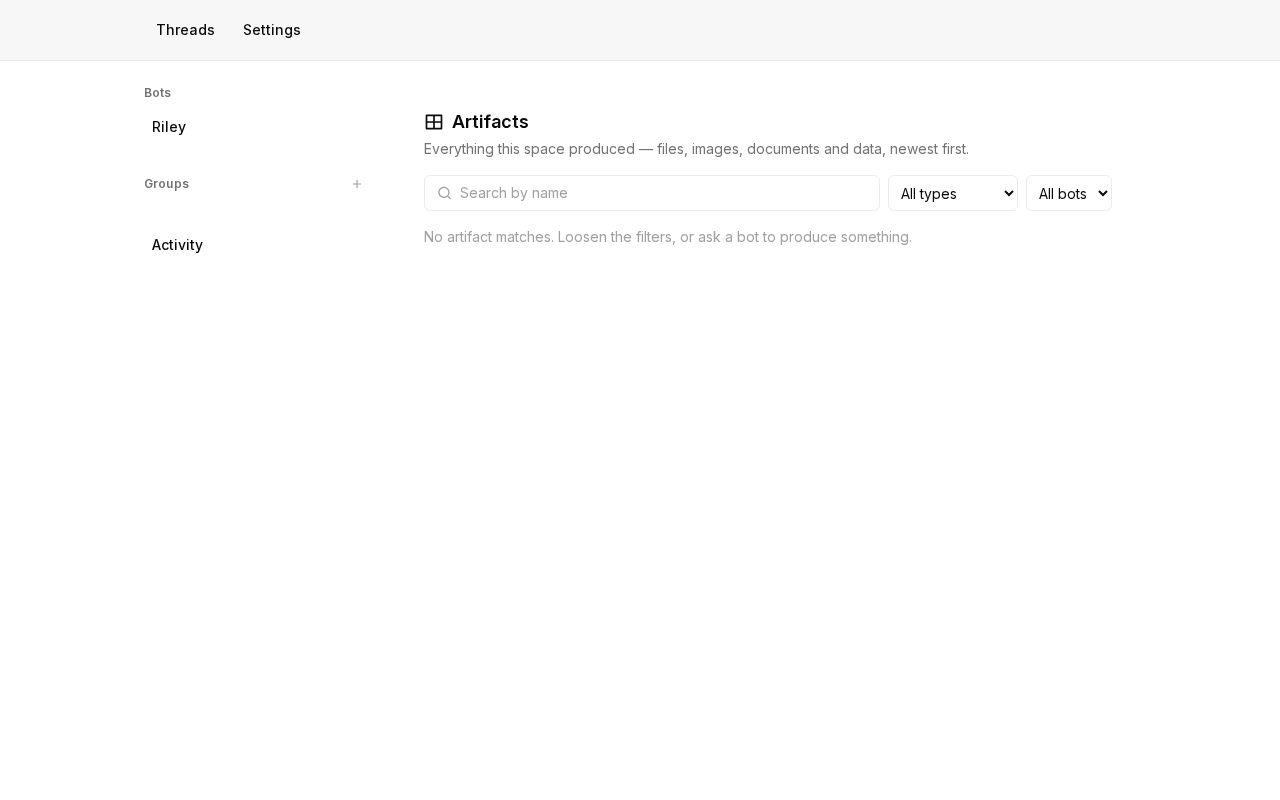 Threads Settings
Bots
Riley
Groups
Activity
Artifacts
Everything this space produced — files, images, documents and data, newest first.
Search by name
All types
All bots
No artifact matches. Loosen the filters, or ask a bot to produce something.